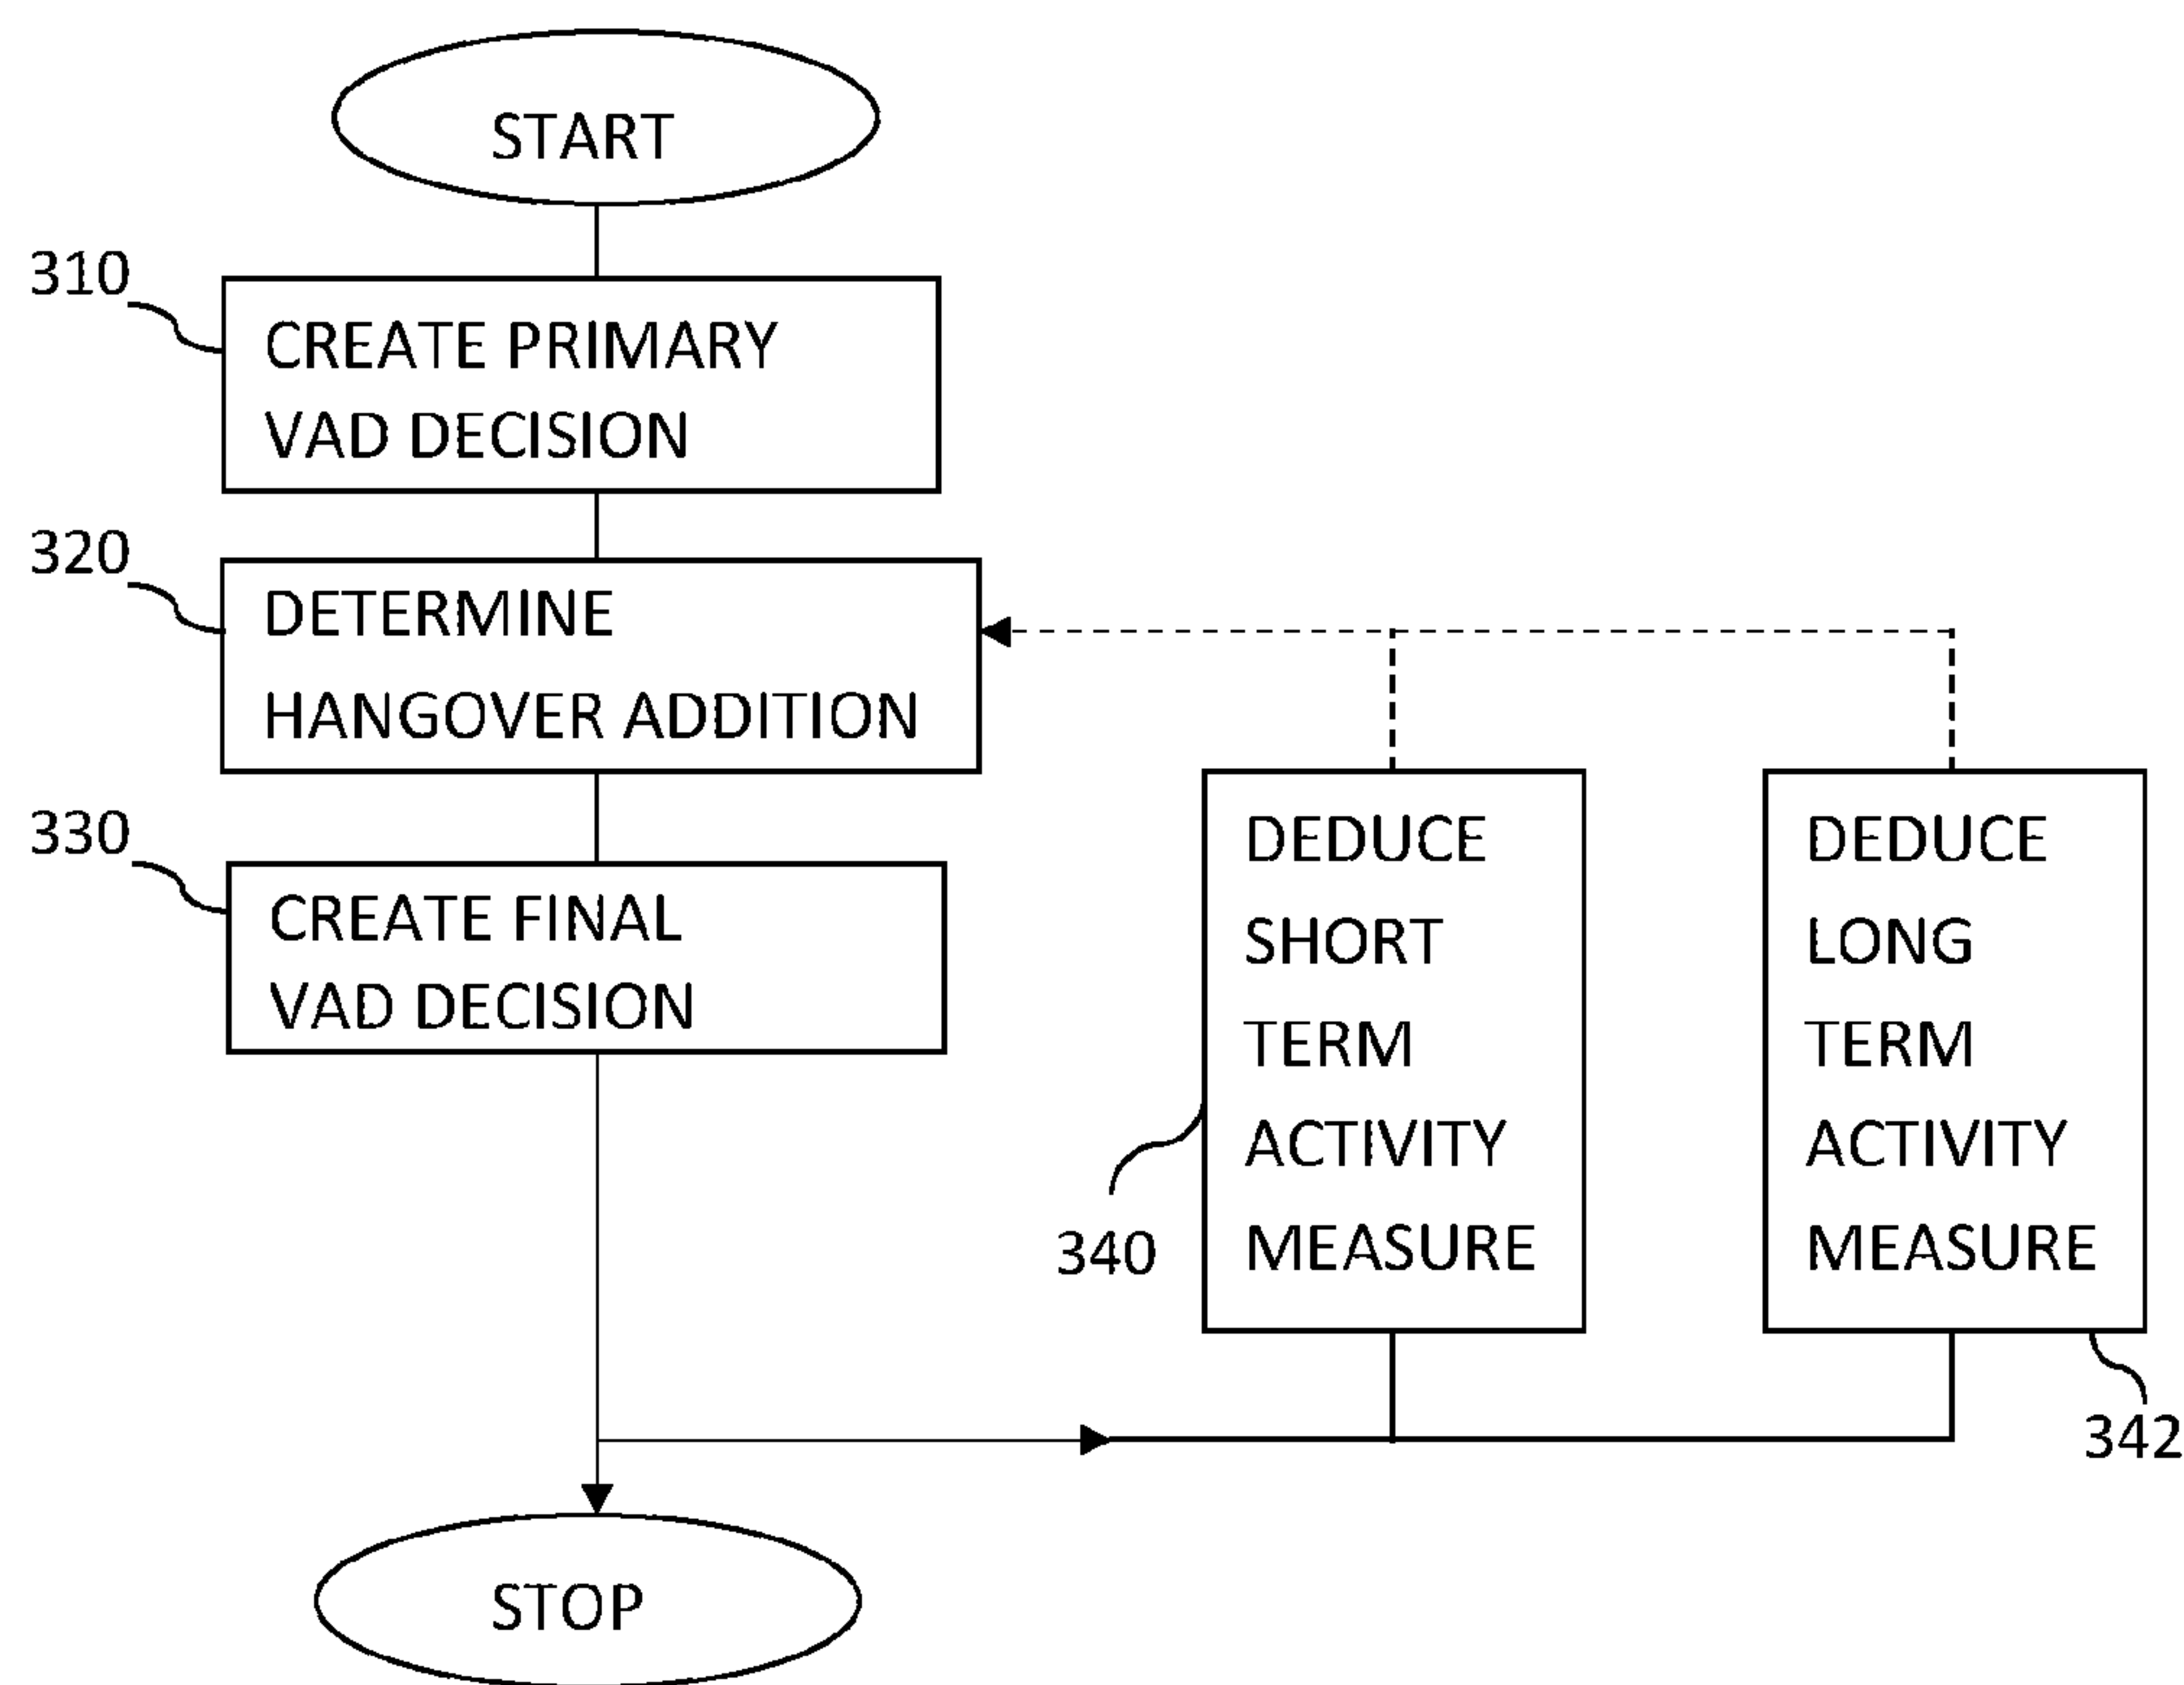 START
310
CREATE PRIMARY
VAD DECISION
320
DETERMINE
HANGOVER ADDITION
330
CREATE FINAL
VAD DECISION
DEDUCE
SHORT
TERM
ACTIVITY
MEASURE
340
DEDUCE
LONG
TERM
ACTIVITY
MEASURE
342
STOP